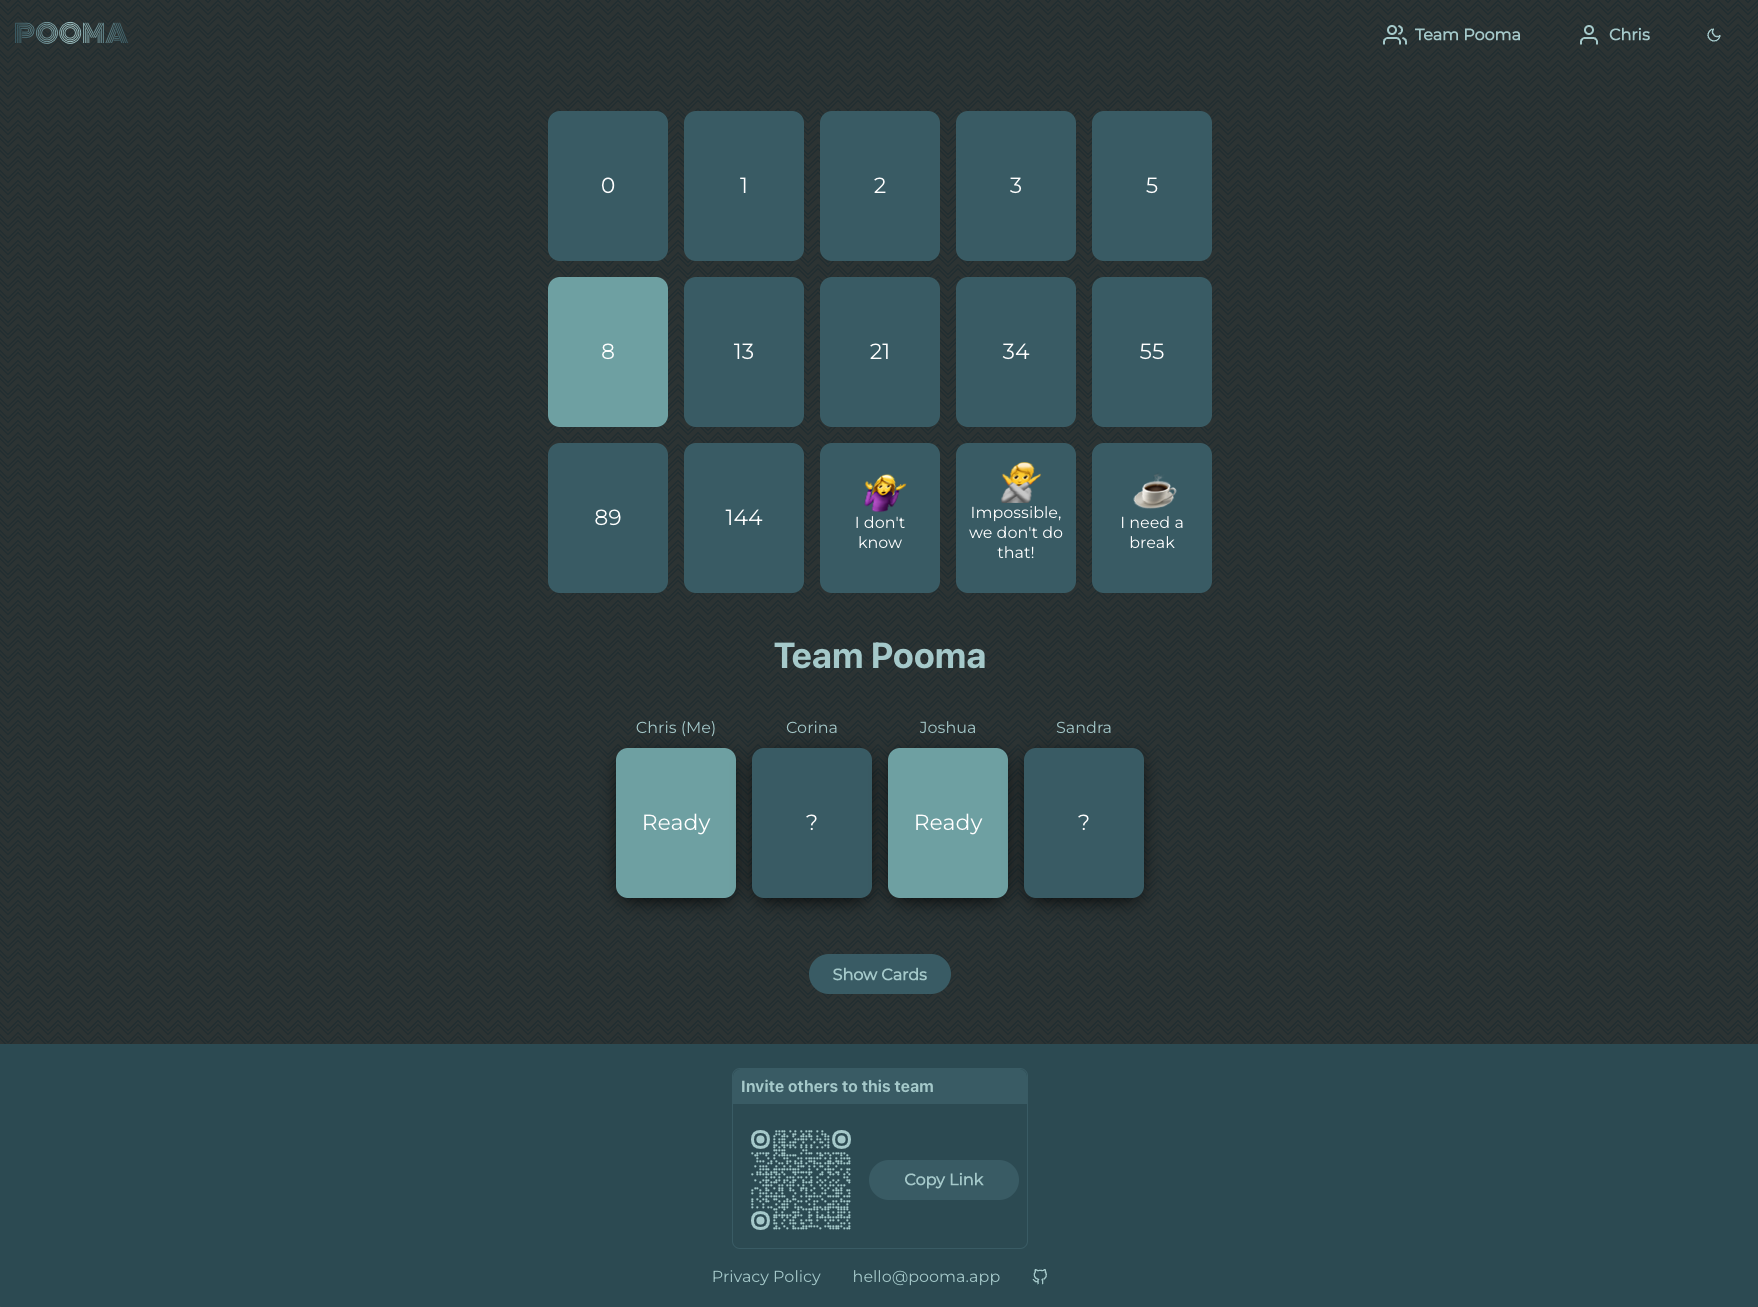 POOMA
Team Pooma
Chris
0
1
2
3
5
8
13
21
34
55
89
144
I don't
know
Impossible,
we don't do
that!
I need a
break
Team Pooma
Chris (Me)
Corina
Joshua
Sandra
Ready
?
Ready
?
Show Cards
Invite others to this team
Copy Link
Privacy Policy
hello@pooma.app